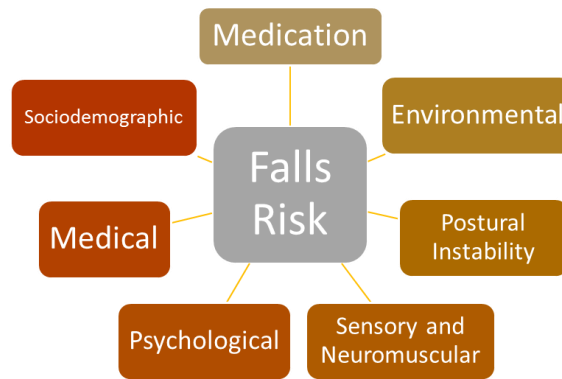 Medication
Sociodemographic
Environmental
Falls
Risk
Medical
Postural
Instability
Psychological
Sensory and
Neuromuscular